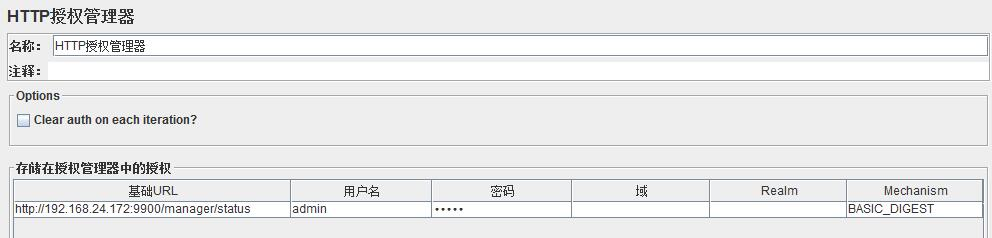 HTTP授权管理器
名称： HTTP授权管理器
注释：
Options
Clear auth on each iteration?
存储在授权管理器中的授权
基础URL 用户名 密码 域 Realm Mechanism
http://192.168.24.172:9900/manager/status admin ••••• BASIC_DIGEST